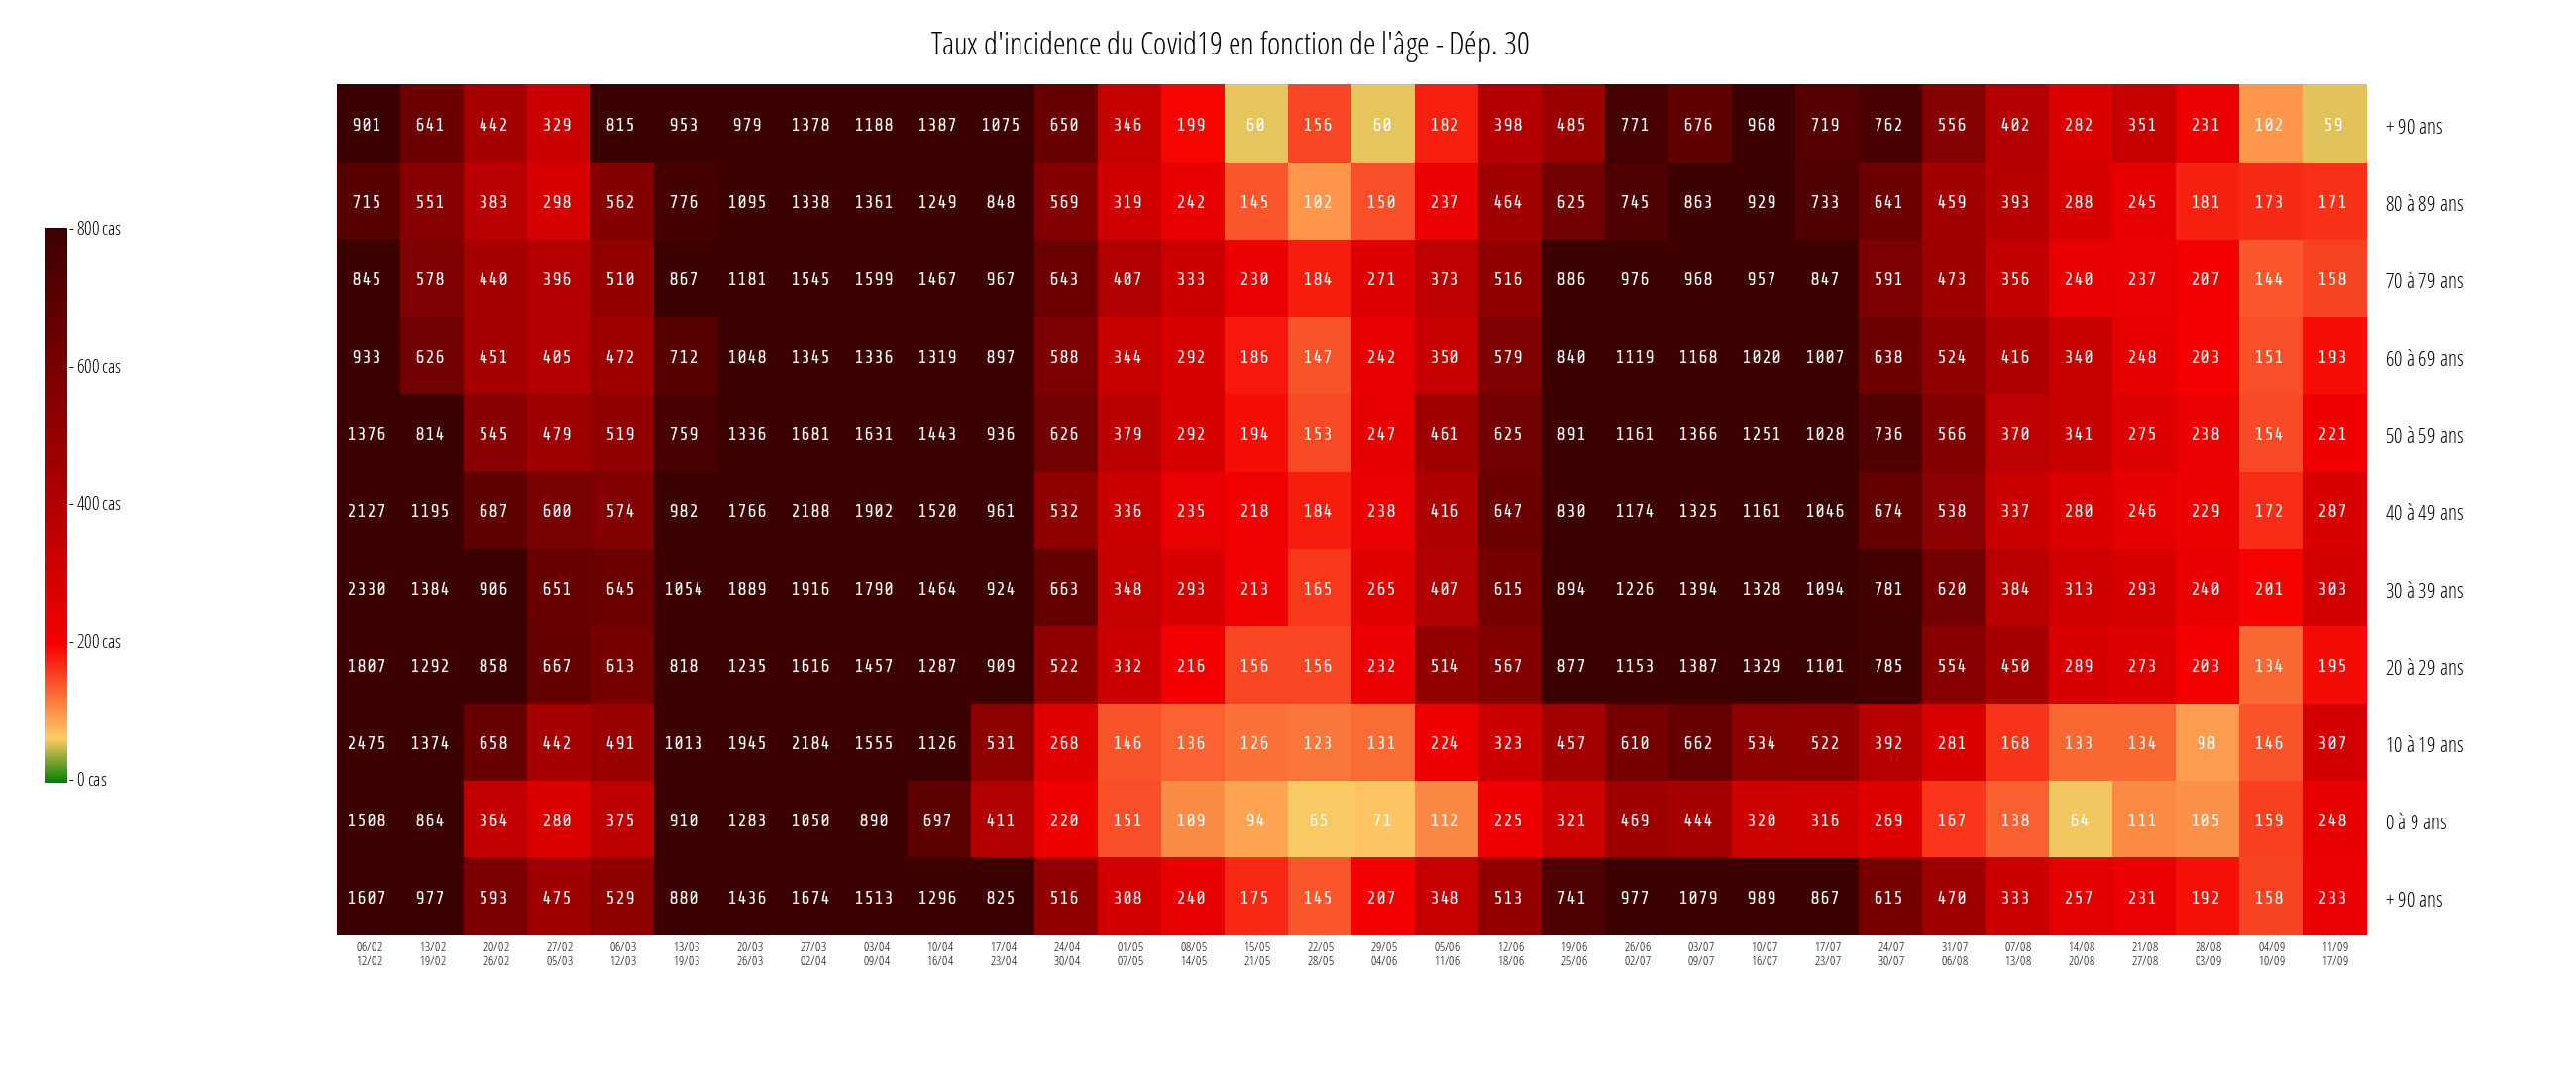 Taux d'incidence du Covid19 en fonction de l'âge - Dép. 30
901 641 442 329 815 953 979 1378 1188 1387 1075 650 346 199 60 156 60 182 398 485 771 676 968 719 762 556 402 282 351 231 102 59 + 90 ans
715 551 383 298 562 776 1095 1338 1361 1249 848 569 319 242 145 102 150 237 464 625 745 863 929 733 641 459 393 288 245 181 173 171 80 à 89 ans
845 578 440 396 510 867 1181 1545 1599 1467 967 643 407 333 230 184 271 373 516 886 976 968 957 847 591 473 356 240 237 207 144 158 70 à 79 ans
933 626 451 405 472 712 1048 1345 1336 1319 897 588 344 292 186 147 242 350 579 840 1119 1168 1020 1007 638 524 416 340 248 203 151 193 60 à 69 ans
1376 814 545 479 519 759 1336 1681 1631 1443 936 626 379 292 194 153 247 461 625 891 1161 1366 1251 1028 736 566 370 341 275 238 154 221 50 à 59 ans
2127 1195 687 600 574 982 1766 2188 1902 1520 961 532 336 235 218 184 238 416 647 830 1174 1325 1161 1046 674 538 337 280 246 229 172 287 40 à 49 ans
2330 1384 906 651 645 1054 1889 1916 1790 1464 924 663 348 293 213 165 265 407 615 894 1226 1394 1328 1094 781 620 384 313 293 240 201 303 30 à 39 ans
1807 1292 858 667 613 818 1235 1616 1457 1287 909 522 332 216 156 156 232 514 567 877 1153 1387 1329 1101 785 554 450 289 273 203 134 195 20 à 29 ans
2475 1374 658 442 491 1013 1945 2184 1555 1126 531 268 146 136 126 123 131 224 323 457 610 662 534 522 392 281 168 133 134 98 146 307 10 à 19 ans
1508 864 364 280 375 910 1283 1050 890 697 411 220 151 109 94 65 71 112 225 321 469 444 320 316 269 167 138 64 111 105 159 248 0 à 9 ans
1607 977 593 475 529 880 1436 1674 1513 1296 825 516 308 240 175 145 207 348 513 741 977 1079 989 867 615 470 333 257 231 192 158 233 + 90 ans
06/02 13/02 20/02 27/02 06/03 13/03 20/03 27/03 03/04 10/04 17/04 24/04 01/05 08/05 15/05 22/05 29/05 05/06 12/06 19/06 26/06 03/07 10/07 17/07 24/07 31/07 07/08 14/08 21/08 28/08 04/09 11/09
12/02 19/02 26/02 05/03 12/03 19/03 26/03 02/04 09/04 16/04 23/04 30/04 07/05 14/05 21/05 28/05 04/06 11/06 18/06 25/06 02/07 09/07 16/07 23/07 30/07 06/08 13/08 20/08 27/08 03/09 10/09 17/09
- 800 cas
- 600 cas
- 400 cas
- 200 cas
- 0 cas